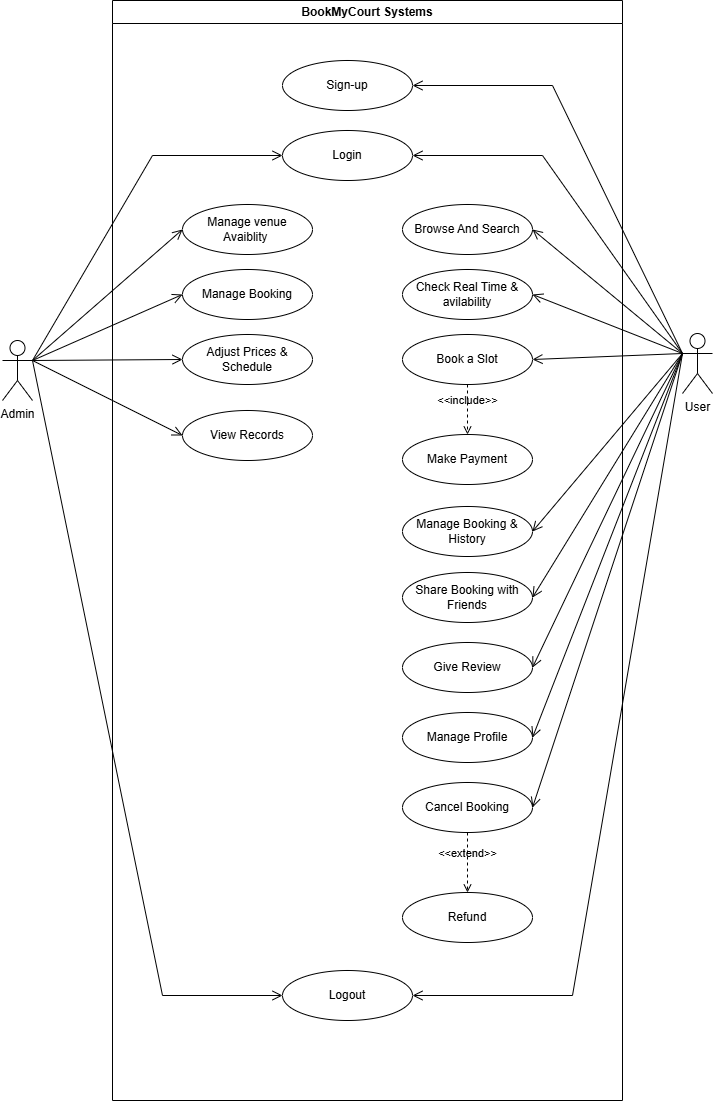 BookMyCourt Systems
Sign-up
Login
Manage venue
Avaiblity
Browse And Search
Manage Booking
Check Real Time &
avilability
Adjust Prices &
Schedule
Book a Slot
Admin
User
<<include>>
View Records
Make Payment
Manage Booking &
History
Share Booking with
Friends
Give Review
Manage Profile
Cancel Booking
<<extend>>
Refund
Logout